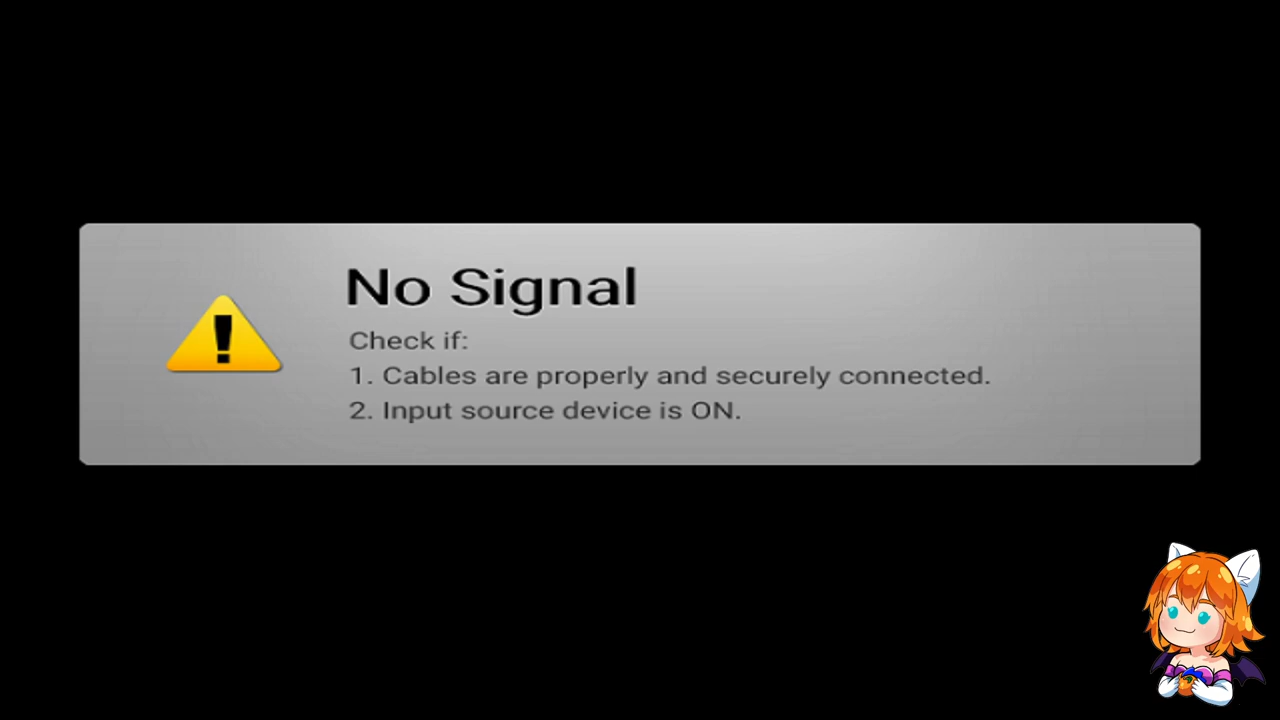 No Signal
Check if:
1. Cables are properly and securely connected.
2. Input source device is ON.